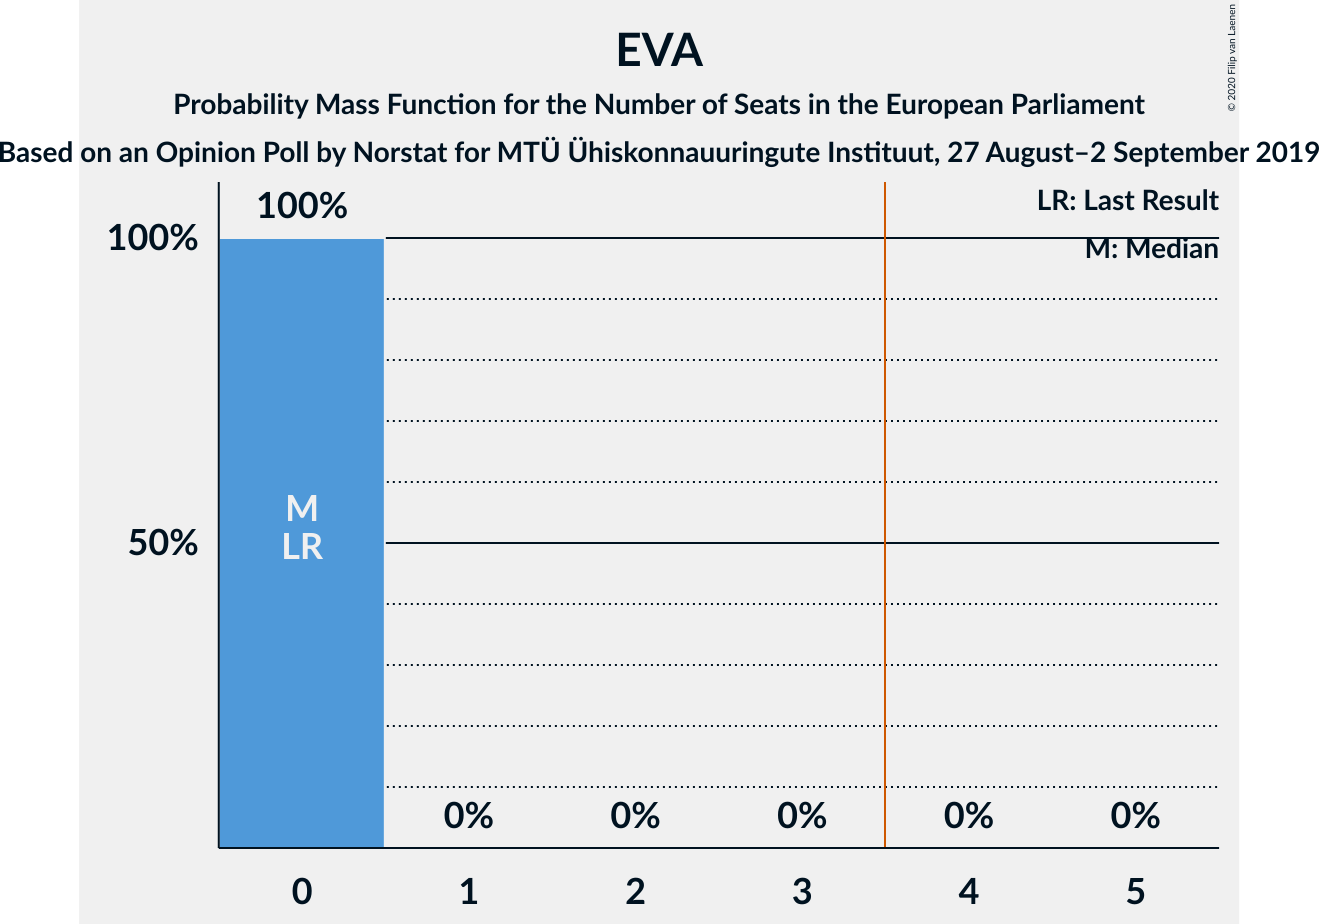 EVA
Probability Mass Function for the Number of Seats in the European Parliament
Based on an Opinion Poll by Norstat for MTÜ Ühiskonnauuringute Instituut, 27 August–2 September 2019
© 2020 Filip van Laenen
LR: Last Result
M: Median
100%
100%
50%
M
LR
0% 0% 0% 0% 0%
0 1 2 3 4 5